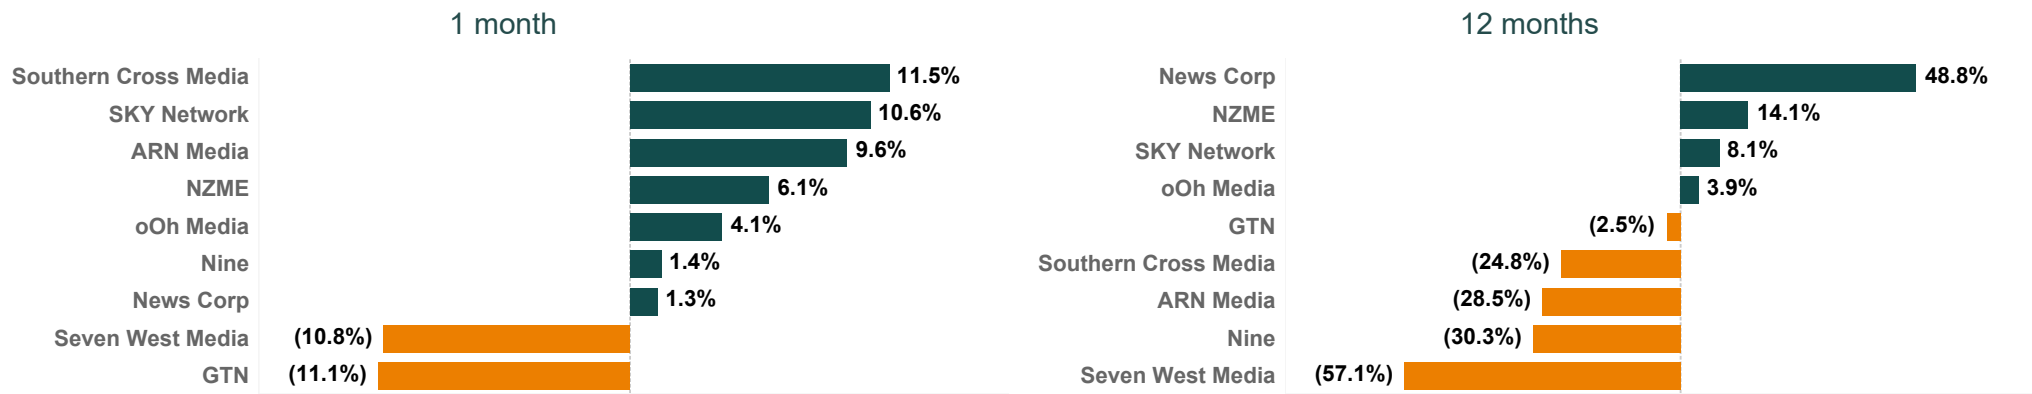 1 month
Southern Cross Media 11.5%
SKY Network 10.6%
ARN Media 9.6%
NZME 6.1%
oOh Media 4.1%
Nine 1.4%
News Corp 1.3%
Seven West Media (10.8%)
GTN (11.1%)
12 months
News Corp 48.8%
NZME 14.1%
SKY Network 8.1%
oOh Media 3.9%
GTN (2.5%)
Southern Cross Media (24.8%)
ARN Media (28.5%)
Nine (30.3%)
Seven West Media (57.1%)